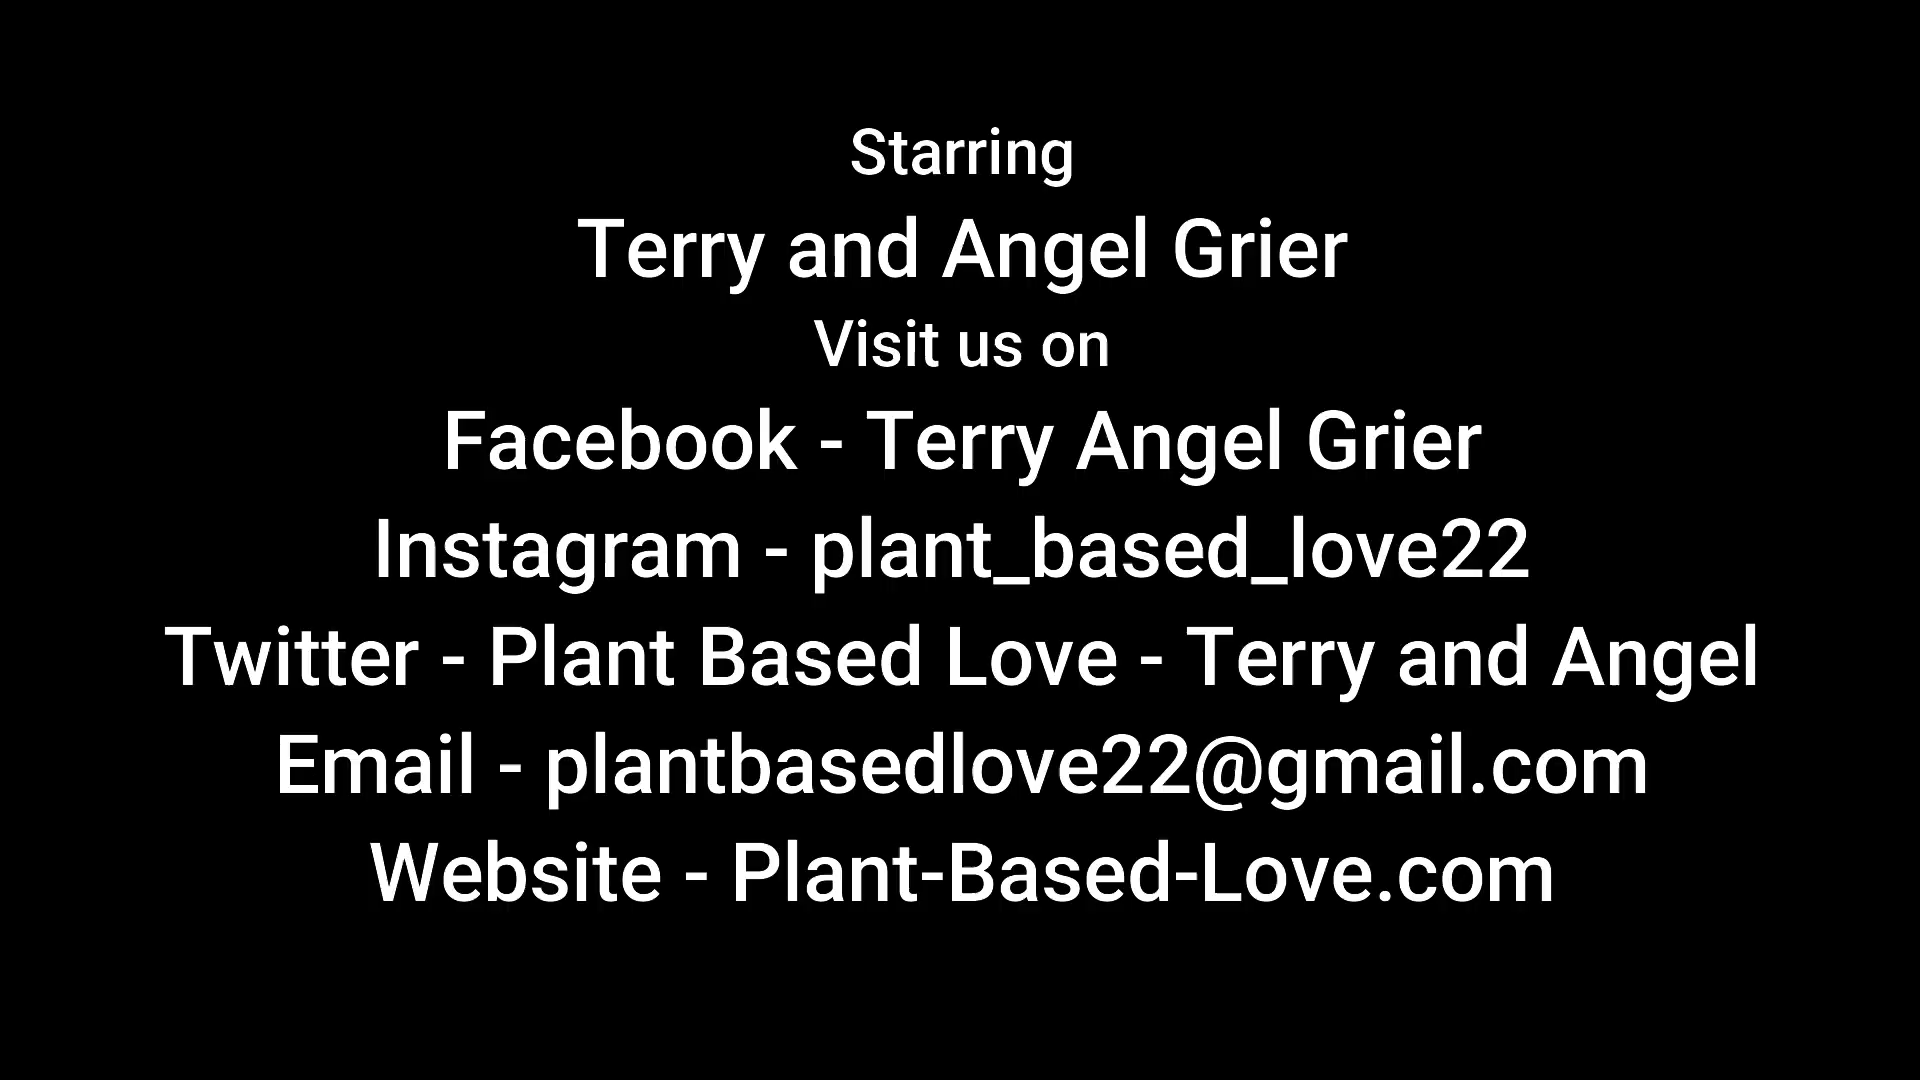 Starring
Terry and Angel Grier
Visit us on
Facebook - Terry Angel Grier
Instagram - plant_based_love22
Twitter - Plant Based Love - Terry and Angel
Email - plantbasedlove22@gmail.com
Website - Plant-Based-Love.com